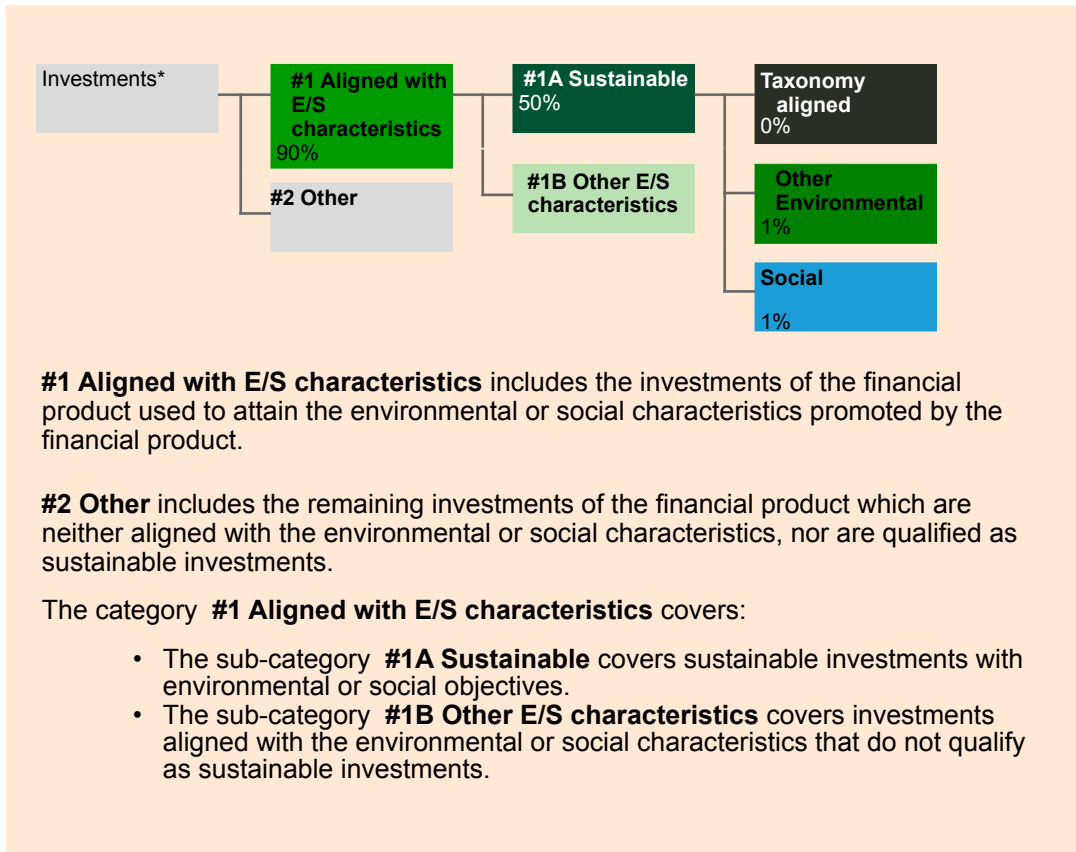 Investments*
#1 Aligned with
E/S
characteristics
90%
#2 Other
#1A Sustainable
50%
#1B Other E/S
characteristics
Taxonomy
aligned
0%
Other
Environmental
1%
Social
1%
#1 Aligned with E/S characteristics includes the investments of the financial
product used to attain the environmental or social characteristics promoted by the
financial product.
#2 Other includes the remaining investments of the financial product which are
neither aligned with the environmental or social characteristics, nor are qualified as
sustainable investments.
The category #1 Aligned with E/S characteristics covers:
• The sub-category #1A Sustainable covers sustainable investments with
environmental or social objectives.
• The sub-category #1B Other E/S characteristics covers investments
aligned with the environmental or social characteristics that do not qualify
as sustainable investments.